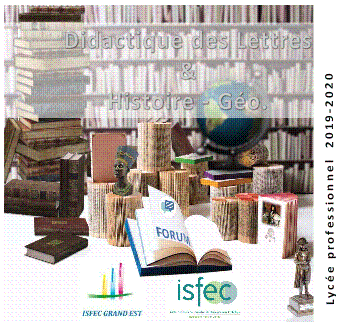 Didactique des Lettres
&
Histoire - Géo.
Lycée professionnel 2019-2020
FORUM
ISFEC GRAND EST
isfec